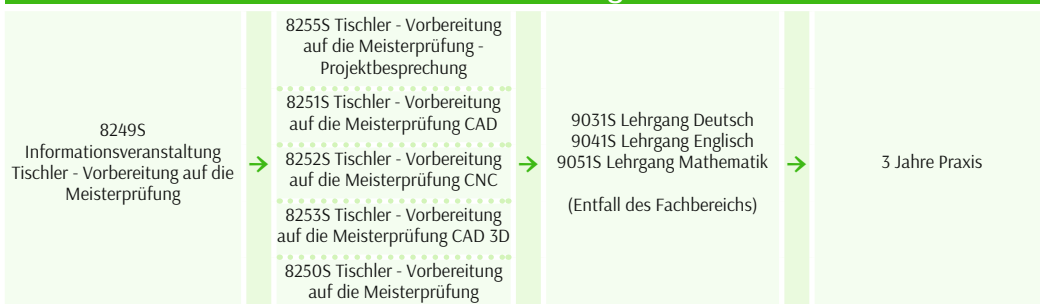 8249S
Informationsveranstaltung
Tischler - Vorbereitung auf die
Meisterprüfung
8255S Tischler - Vorbereitung
auf die Meisterprüfung -
Projektbesprechung
8251S Tischler - Vorbereitung
auf die Meisterprüfung CAD
8252S Tischler - Vorbereitung
auf die Meisterprüfung CNC
8253S Tischler - Vorbereitung
auf die Meisterprüfung CAD 3D
8250S Tischler - Vorbereitung
auf die Meisterprüfung
9031S Lehrgang Deutsch
9041S Lehrgang Englisch
9051S Lehrgang Mathematik
(Entfall des Fachbereichs)
3 Jahre Praxis